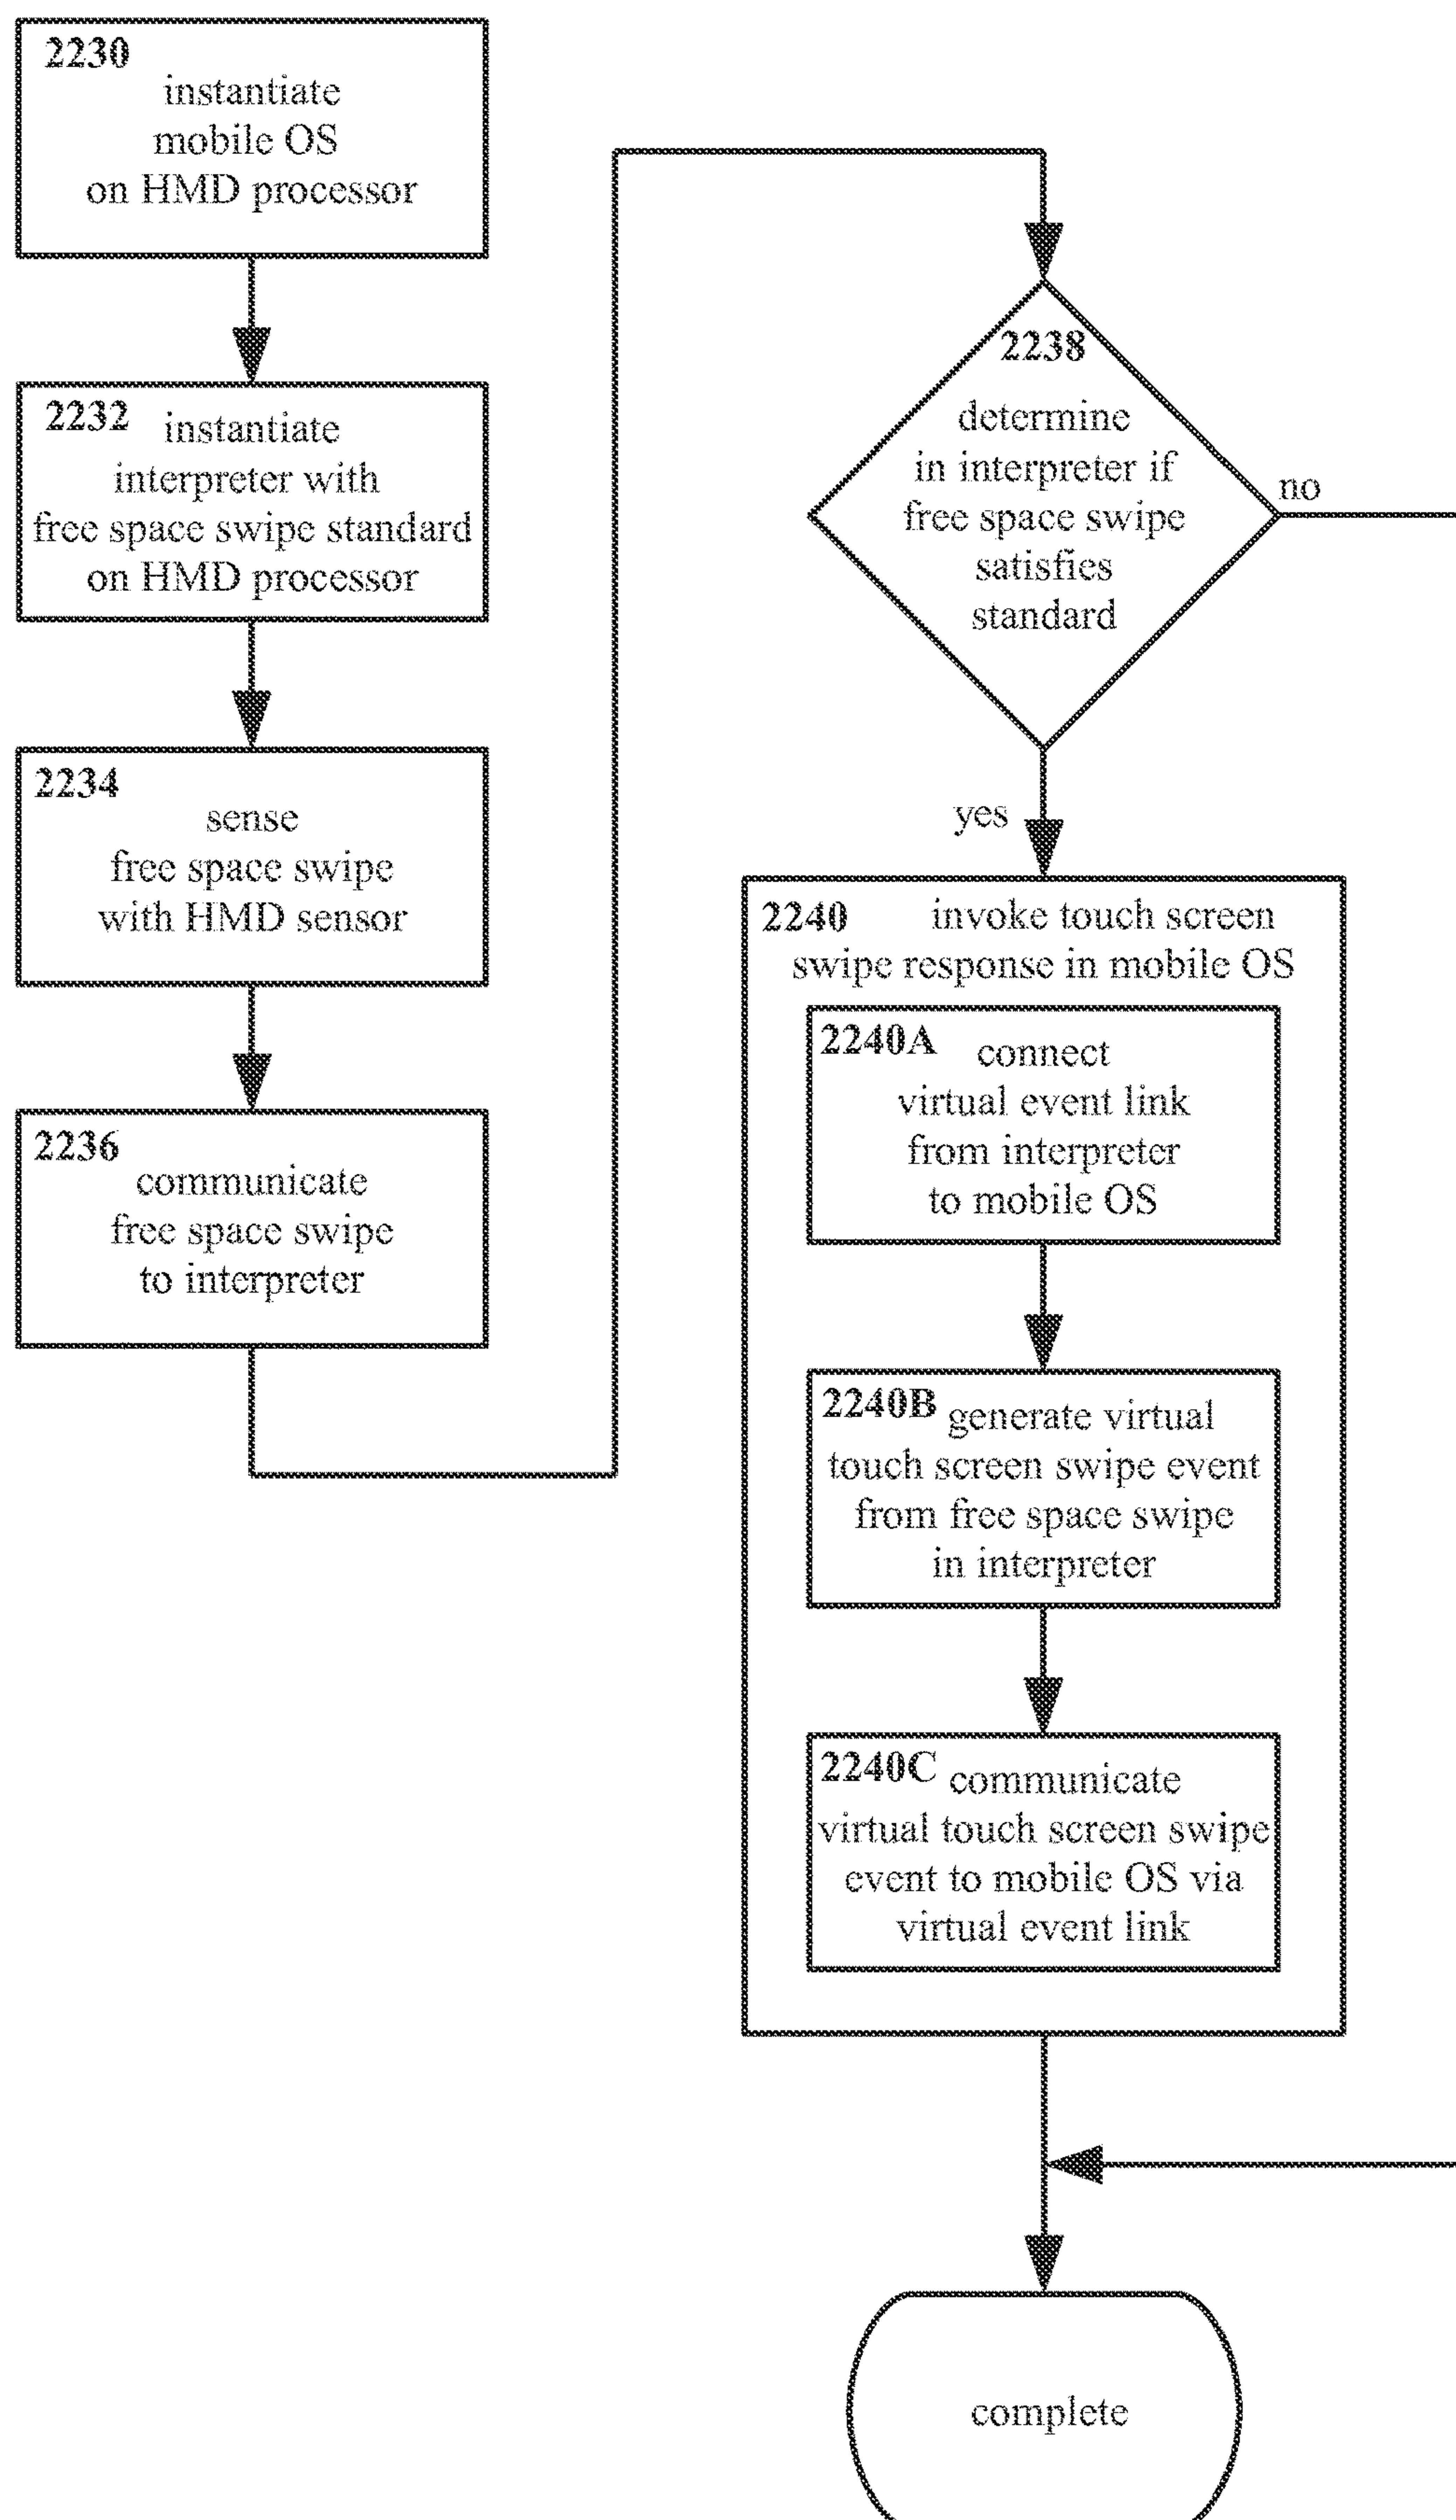 2230
instantiate
mobile OS
on HMD processor
2232 instantiate
interpreter with
free space swipe standard
on HMD processor
2234
sense
free space swipe
with HMD sensor
2236
communicate
free space swipe
to interpreter
2238
determine
in interpreter if
free space swipe
satisfies
standard
no
yes
2240 invoke touch screen
swipe response in mobile OS
2240A connect
virtual event link
from interpreter
to mobile OS
2240B generate virtual
touch screen swipe event
from free space swipe
in interpreter
2240C communicate
virtual touch screen swipe
event to mobile OS via
virtual event link
complete